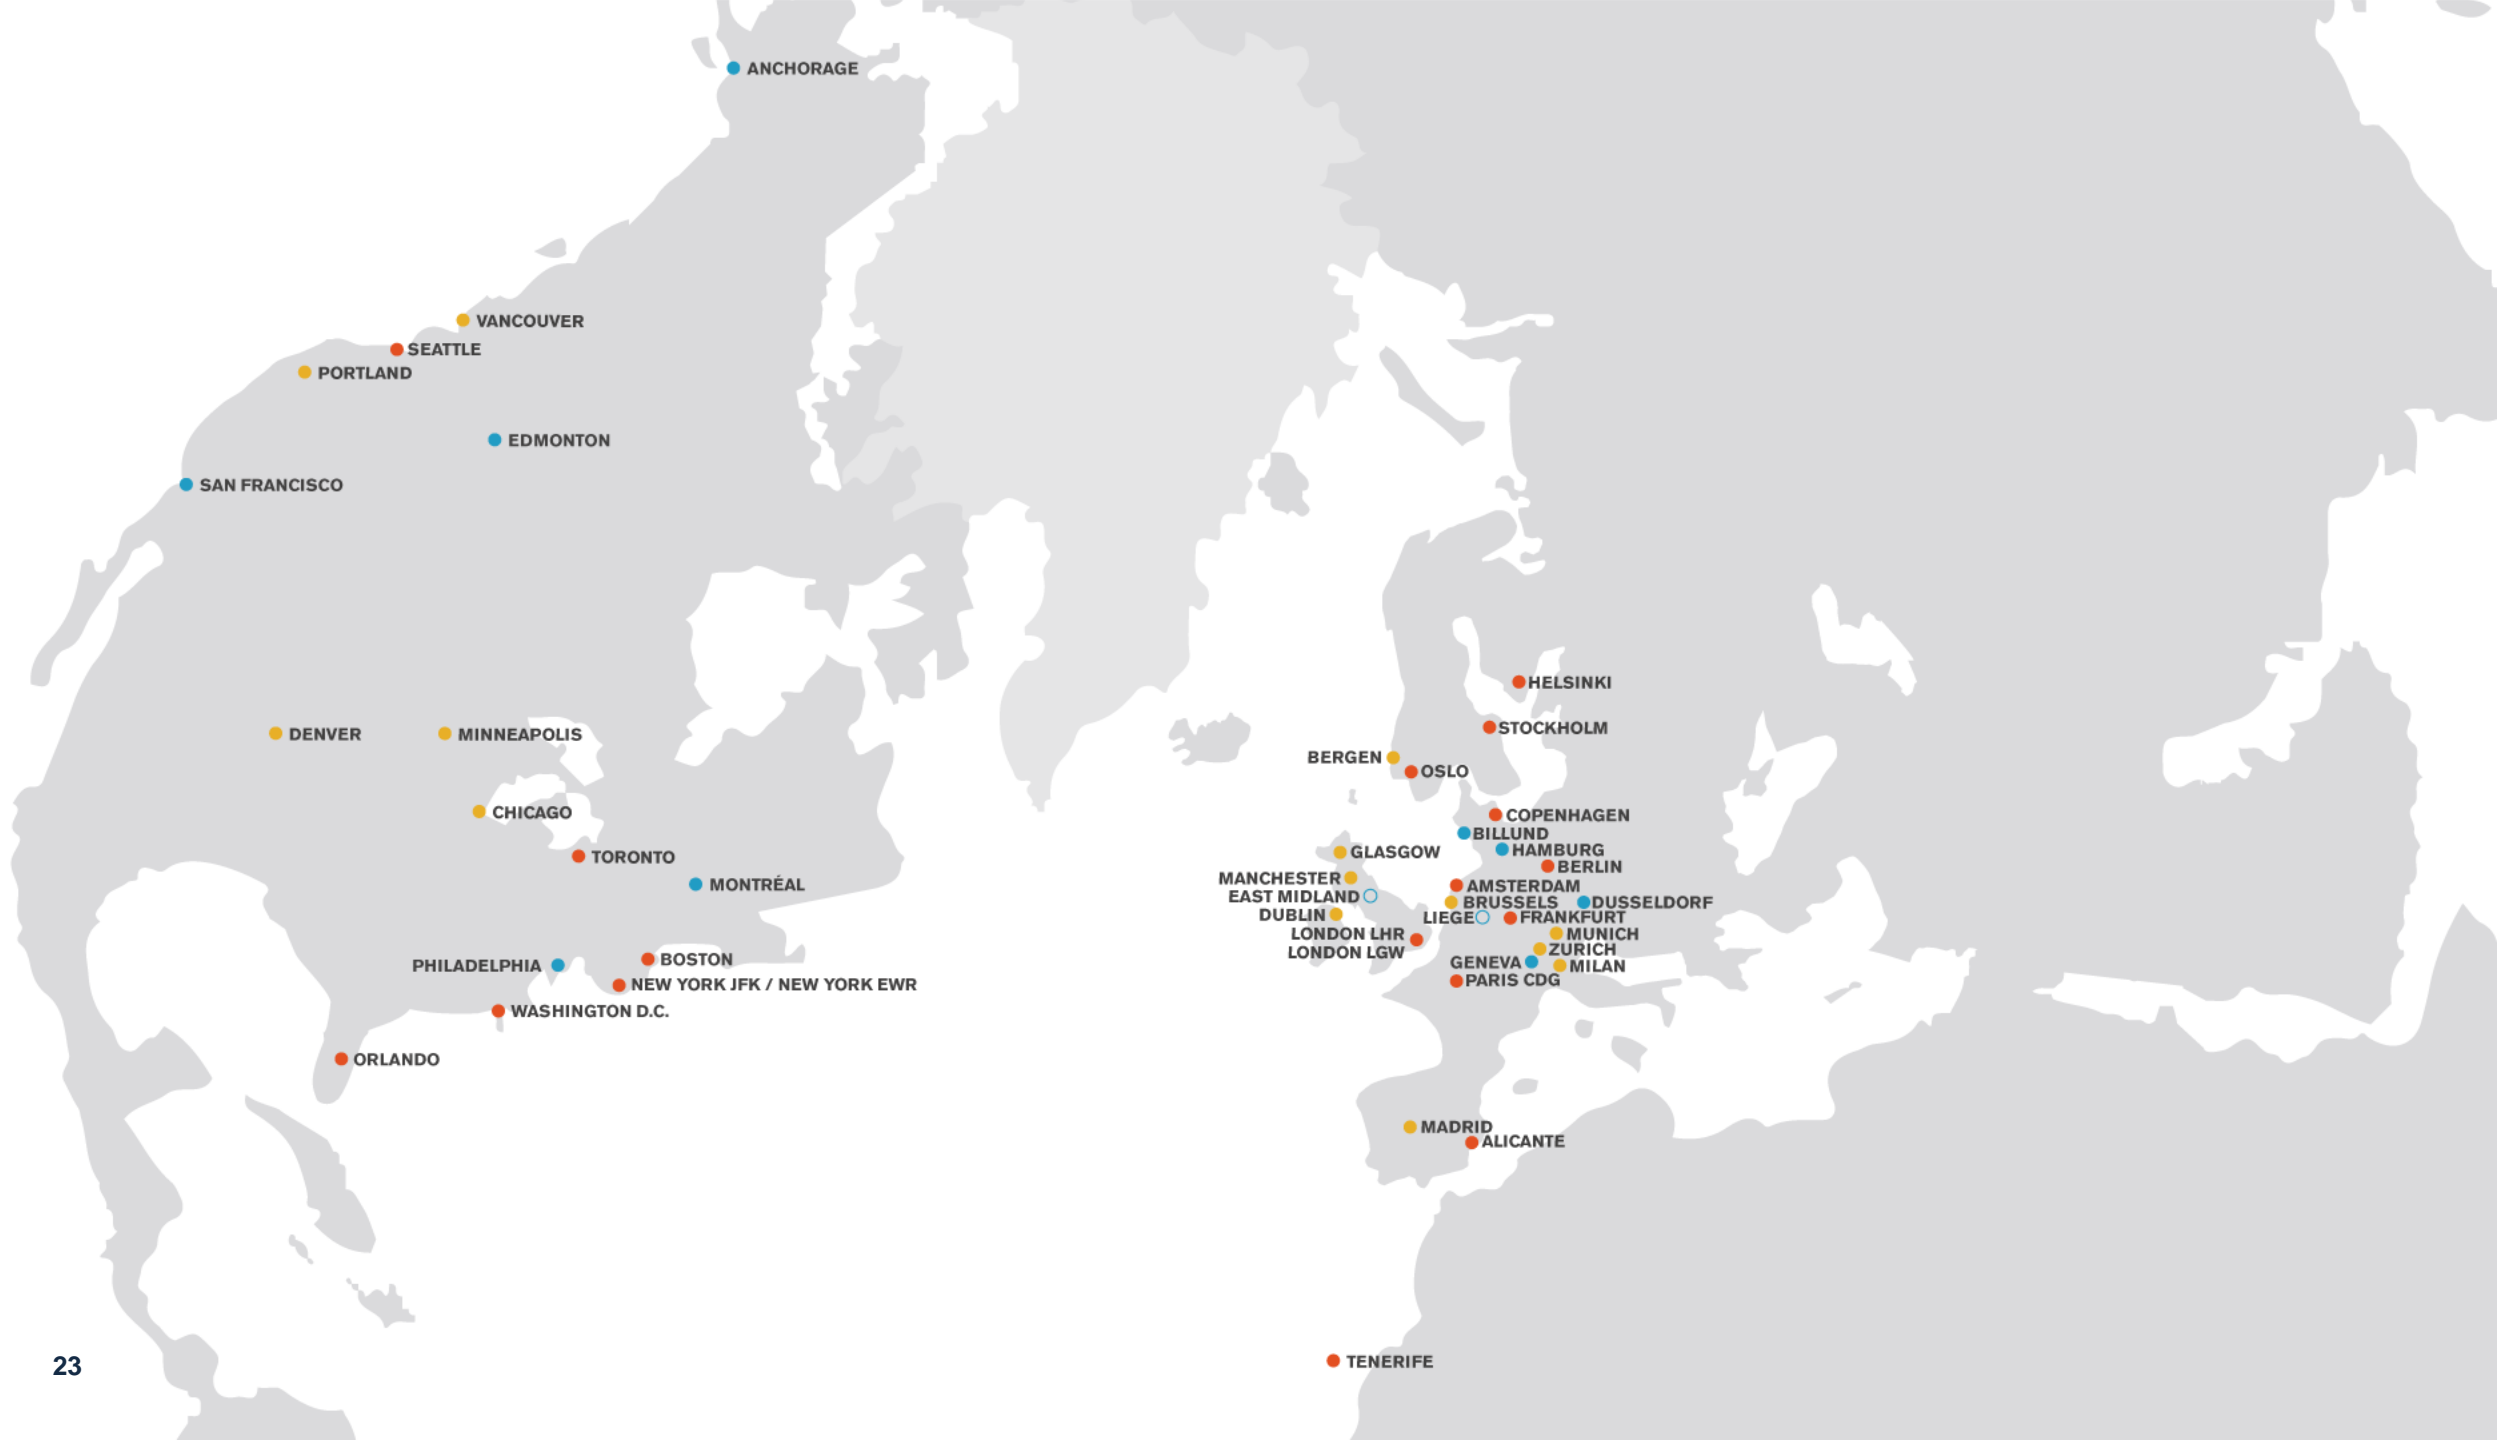 ANCHORAGE
VANCOUVER
SEATTLE
PORTLAND
EDMONTON
SAN FRANCISCO
DENVER
MINNEAPOLIS
CHICAGO
TORONTO
MONTRÉAL
PHILADELPHIA
BOSTON
NEW YORK JFK / NEW YORK EWR
WASHINGTON D.C.
ORLANDO
HELSINKI
STOCKHOLM
BERGEN
OSLO
COPENHAGEN
BILLUND
HAMBURG
GLASGOW
BERLIN
MANCHESTER
AMSTERDAM
EAST MIDLAND
BRUSSELS
DUSSELDORF
DUBLIN
LIEGE
FRANKFURT
LONDON LHR
MUNICH
LONDON LGW
ZURICH
GENEVA
MILAN
PARIS CDG
MADRID
ALICANTE
TENERIFE
23